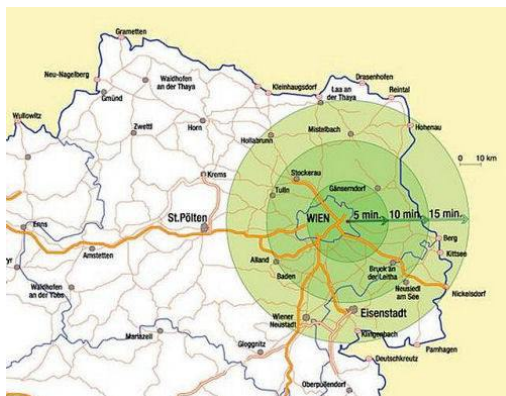 Grametten
Neu-Nagelberg
Waidhofen
an der Thaya
Gmünd
Kleinhaugsdorf
Laa an
der Thaya
Drasenhofen
Reintal
Wullowitz
Zwettl
Horn
Hollabrunn
Mistelbach
Hohenau
0 10 km
Krems
Stockerau
Tulln
Gänserndorf
St.Pölten
WIEN
5 min.
10 min.
15 min.
Enns
Amstetten
Alland
Baden
Bruck an
der Leitha
Berg
Kittsee
Neusiedl
am See
Nickelsdorf
Waidhofen
an der Ybbs
Mariazell
Wiener
Neustadt
Eisenstadt
Gloggnitz
Klingenbach
Pamhagen
Deutschkreutz
Oberpullendorf